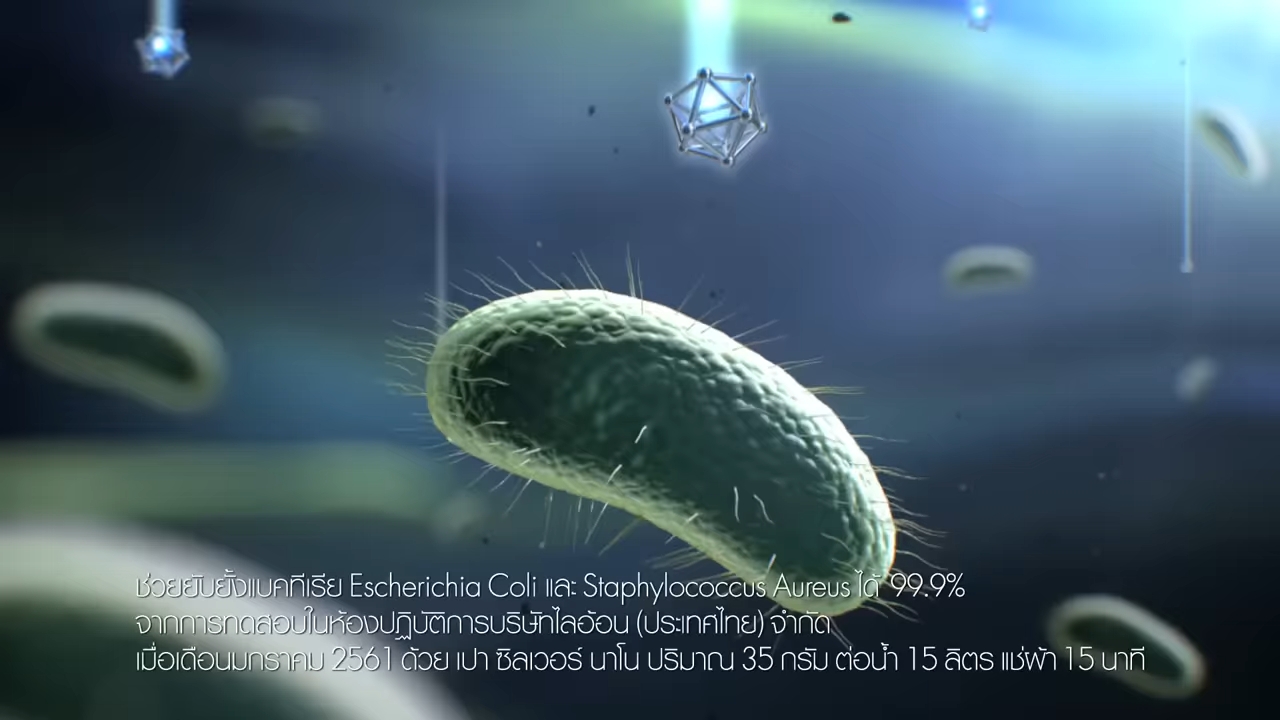 ช่วยยับยั้งแบคทีเรีย Escherichia Coli และ Staphylococcus Aureus ได้ 99.9%
จากการทดสอบในห้องปฏิบัติการบริษัทไลอ้อน (ประเทศไทย) จำกัด
เมื่อเดือนมกราคม 2561 ด้วย เปา ซิลเวอร์ นาโน ปริมาณ 35 กรัม ต่อน้ำ 15 ลิตร แช่ผ้า 15 นาที